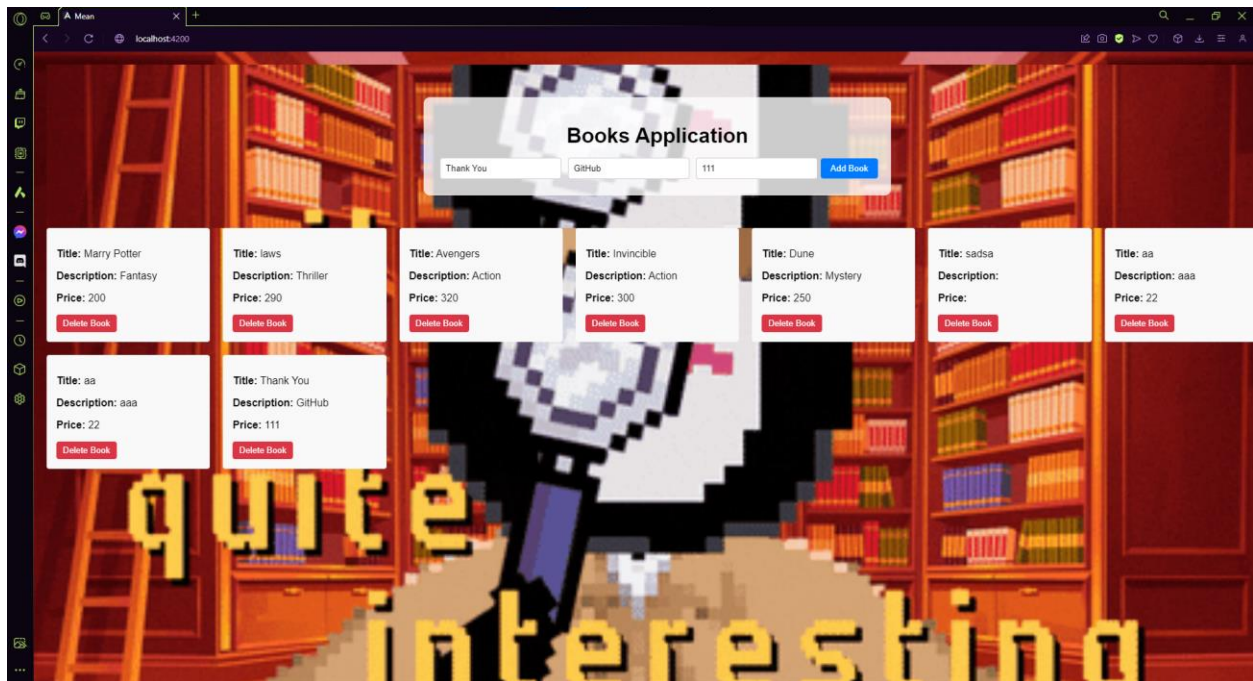 Mean
localhost:4200
Books Application
Thank You GitHub 111 Add Book
Title: Marry Potter
Description: Fantasy
Price: 200
Delete Book
Title: laws
Description: Thriller
Price: 290
Delete Book
Title: Avengers
Description: Action
Price: 320
Delete Book
Title: Invincible
Description: Action
Price: 300
Delete Book
Title: Dune
Description: Mystery
Price: 250
Delete Book
Title: sadsa
Description:
Price:
Delete Book
Title: aa
Description: aaa
Price: 22
Delete Book
Title: aa
Description: aaa
Price: 22
Delete Book
Title: Thank You
Description: GitHub
Price: 111
Delete Book
quite
interesting